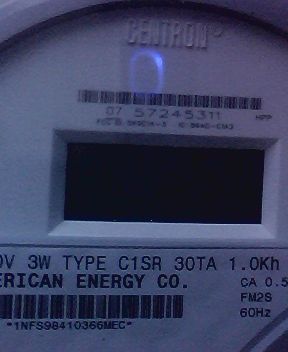 CENTRON®
07 57245311 HPP
0V 3W TYPE C1SR 30TA 1.0Kh
ERICAN ENERGY CO. CA 0.5
FM2S
*1NFS98410366MEC* 60Hz